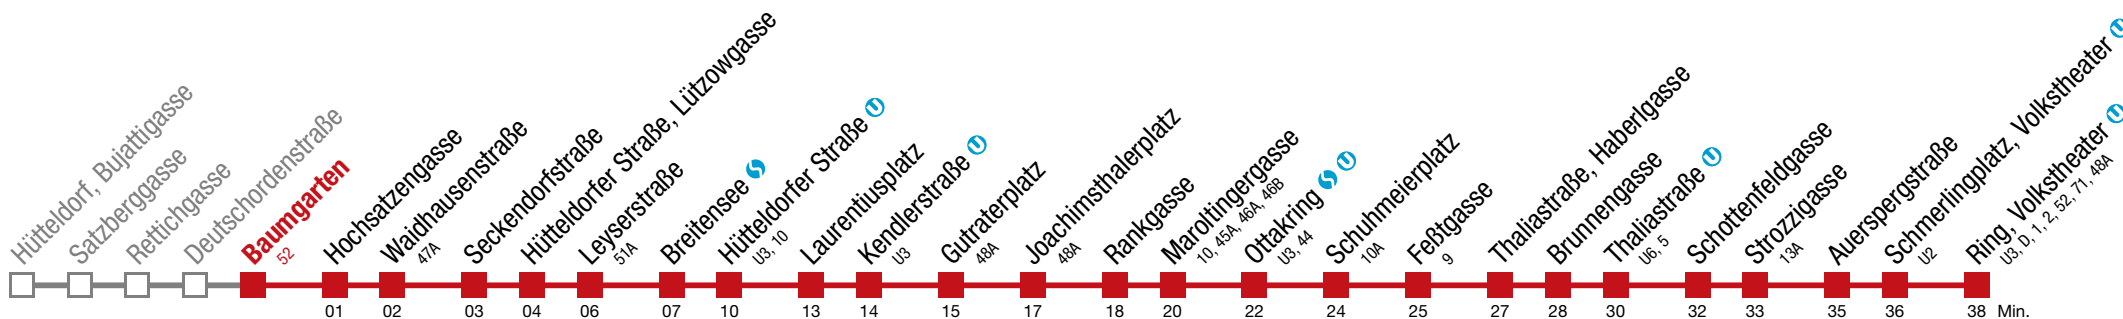 Hütteldorf, Bujattigasse
Satzberggasse
Rettichgasse
Deutschordenstraße
Baumgarten
52
Hochsatzengasse
01
Waidhausenstraße
47A
02
Seckendorfstraße
03
Hütteldorfer Straße, Lützowgasse
04
Leyserstraße
51A
06
Breitensee
07
Hütteldorfer Straße
U3, 10
10
Laurentiusplatz
13
Kendlerstraße
U3
14
Gutraterplatz
48A
15
Joachimsthalerplatz
48A
17
Rankgasse
18
Maroltingergasse
10, 45A, 46A, 46B
20
Ottakring
U3, 44
22
Schuhmeierplatz
10A
24
Feßtgasse
9
25
Thaliastraße, Haberlgasse
27
Brunnengasse
28
Thaliastraße
U6, 5
30
Schottenfeldgasse
32
Strozzigasse
13A
33
Auerspergstraße
35
Schmerlingplatz, Volkstheater
U2
36
Ring, Volkstheater
U3, D, 1, 2, 52, 71, 48A
38 Min.